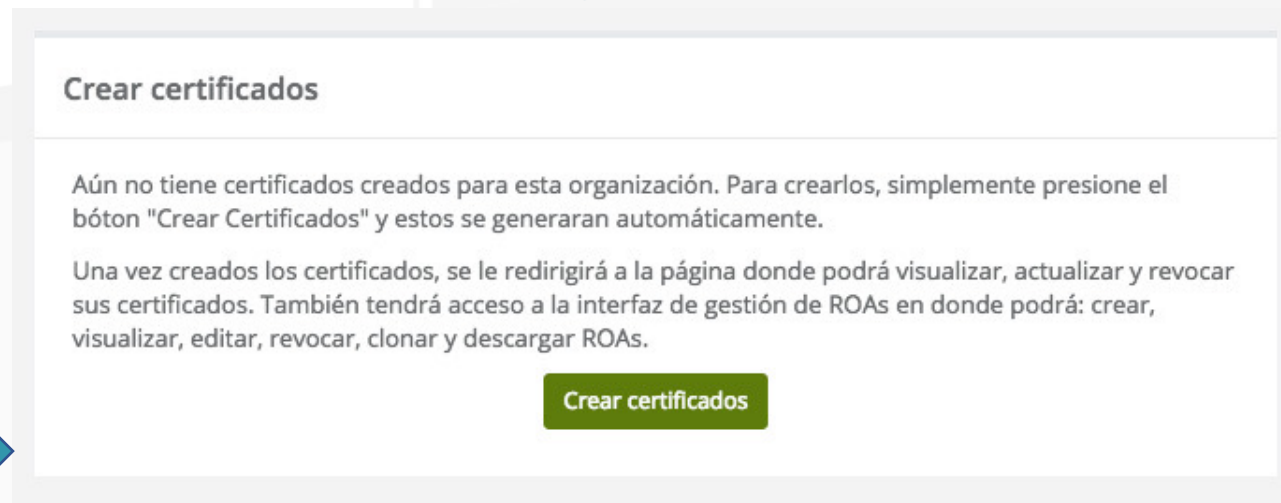 Crear certificados
Aún no tiene certificados creados para esta organización. Para crearlos, simplemente presione el
bóton "Crear Certificados" y estos se generaran automáticamente.
Una vez creados los certificados, se le redirigirá a la página donde podrá visualizar, actualizar y revocar
sus certificados. También tendrá acceso a la interfaz de gestión de ROAs en donde podrá: crear,
visualizar, editar, revocar, clonar y descargar ROAs.
Crear certificados